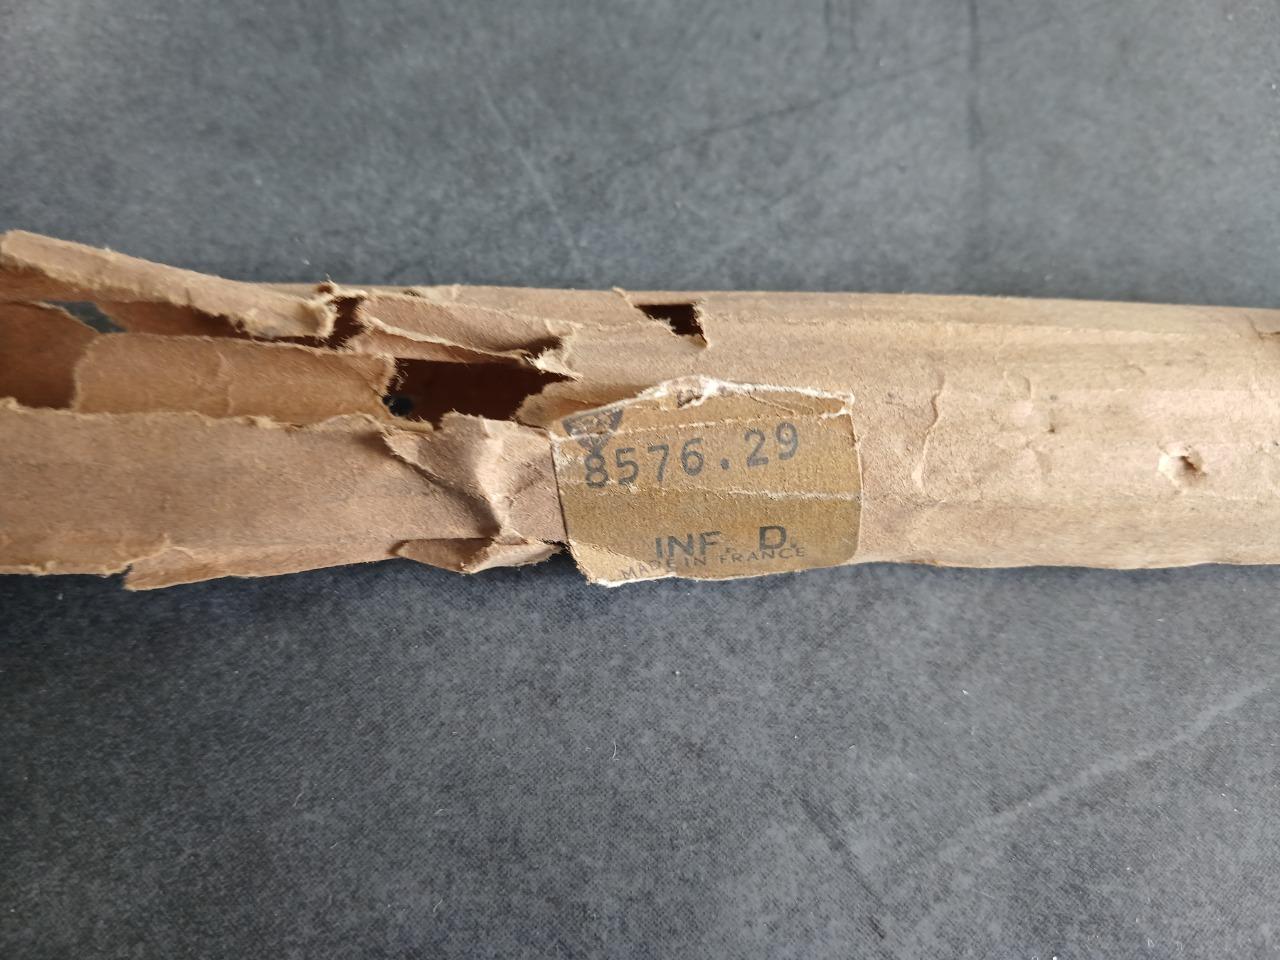 8576.29
INF. D.
MADE IN FRANCE